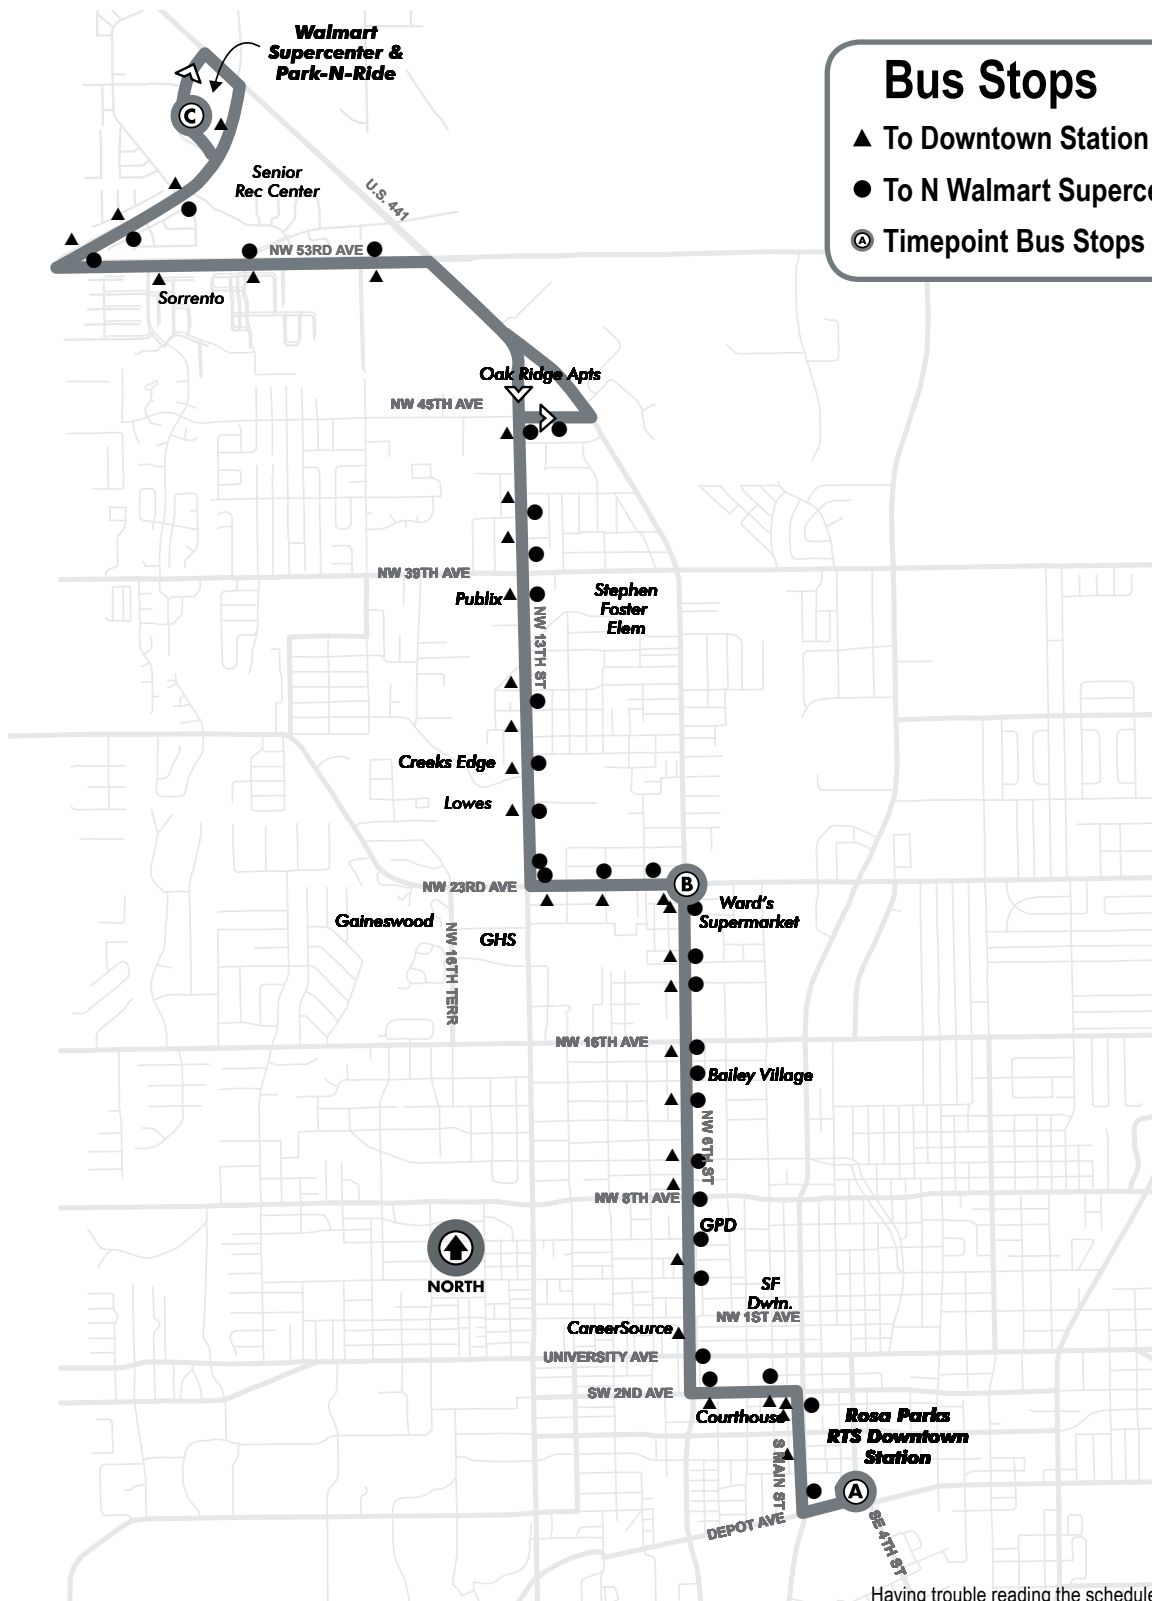 Walmart
Supercenter &
Park-N-Ride
Bus Stops
To Downtown Station
To N Walmart Superce
A Timepoint Bus Stops
C
Senior
Rec Center
U.S. 441
NW 53RD AVE
Sorrento
Oak Ridge Apts
NW 45TH AVE
NW 39TH AVE
Publix
Stephen
Foster
Elem
NW 13TH ST
Creeks Edge
Lowes
NW 23RD AVE
B
Ward's
Supermarket
Gaineswood
GHS
NW 16TH TERR
NW 16TH AVE
Bailey Village
NW 6TH ST
NW 8TH AVE
GPD
NORTH
SF
Dwtn.
NW 1ST AVE
CareerSource
UNIVERSITY AVE
SW 2ND AVE
Courthouse
Rosa Parks
RTS Downtown
Station
S MAIN ST
A
DEPOT AVE
SE 4TH ST
Having trouble reading the schedule